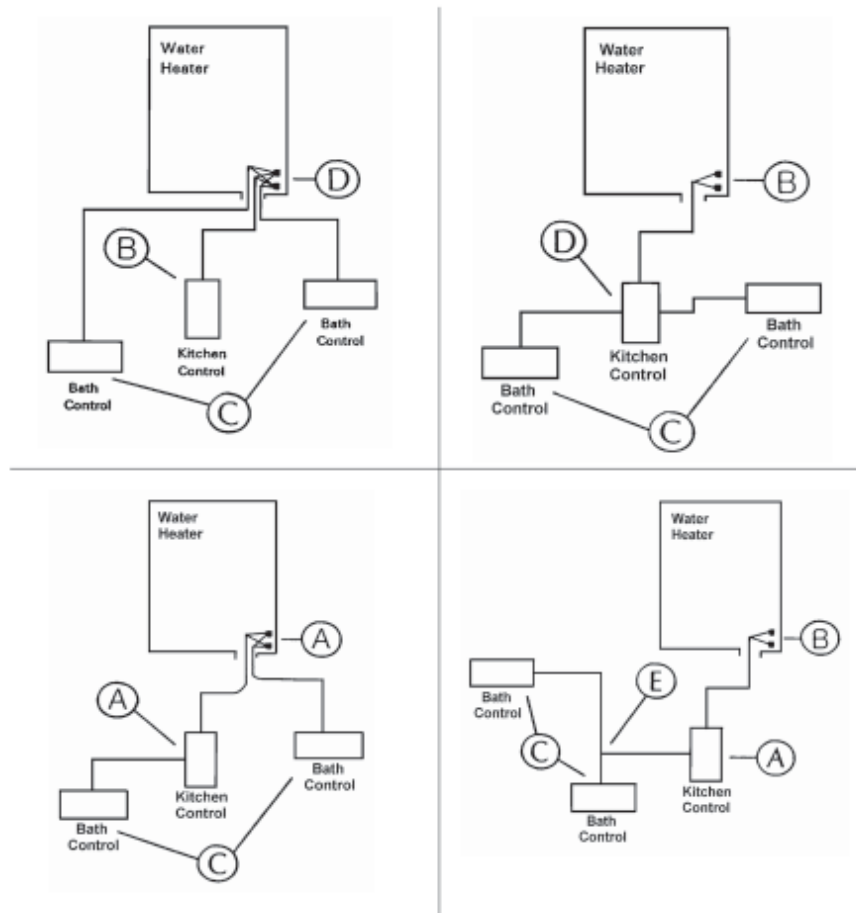 Water
Heater
D
B
Bath
Control
Kitchen
Control
Bath
Control
C
Water
Heater
B
D
Bath
Control
Kitchen
Control
Bath
Control
C
Water
Heater
A
A
Bath
Control
Kitchen
Control
Bath
Control
C
Water
Heater
B
E
Bath
Control
C
A
Kitchen
Control
Bath
Control